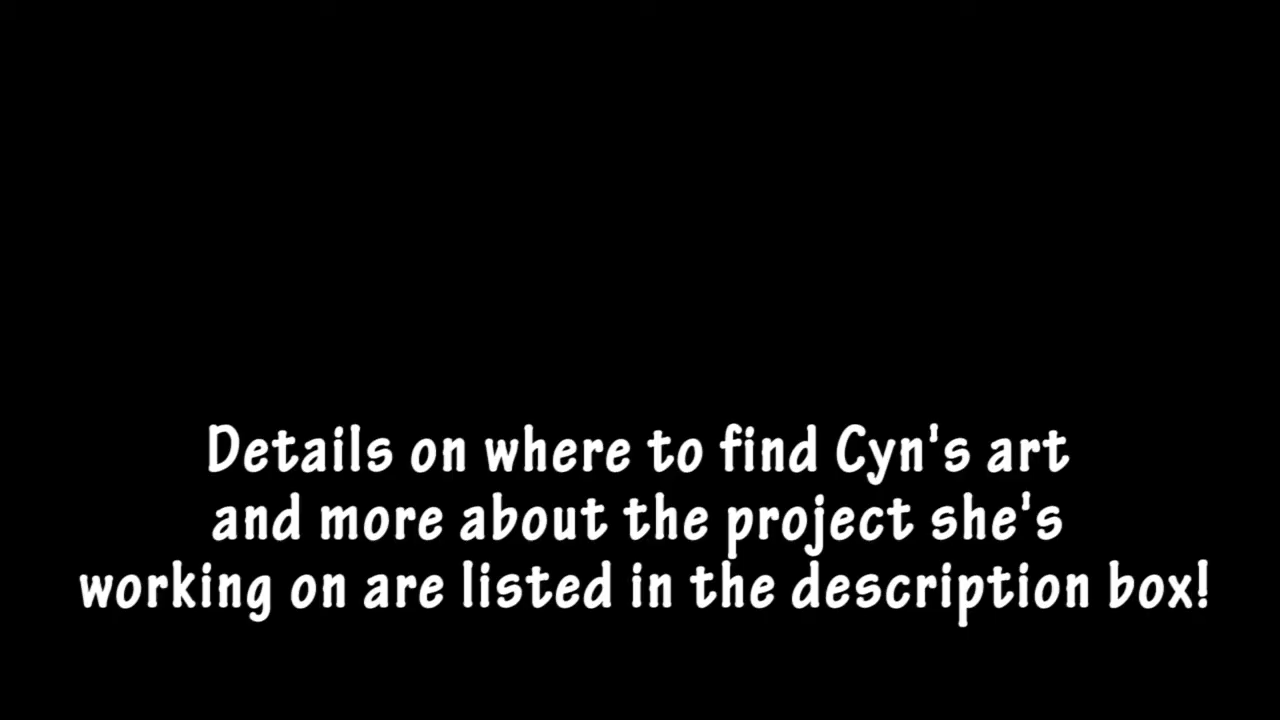 Details on where to find Cyn's art
and more about the project she's
working on are listed in the description box!